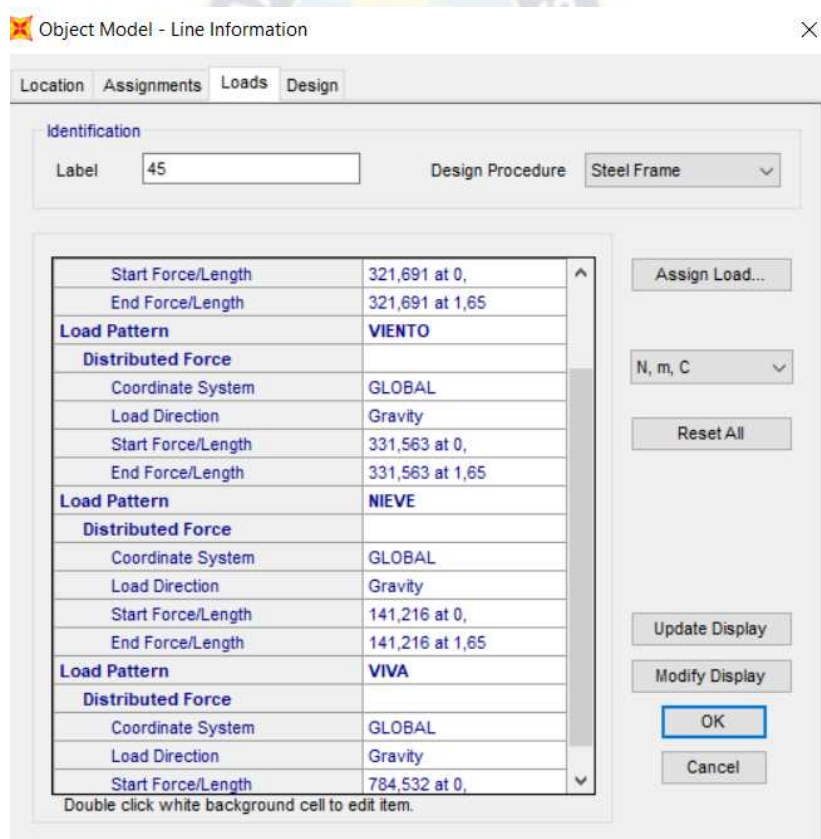 Object Model - Line Information
Location Assignments Loads Design
Identification
Label 45 Design Procedure Steel Frame
Start Force/Length 321,691 at 0,
End Force/Length 321,691 at 1,65
Load Pattern VIENTO
Distributed Force
Coordinate System GLOBAL
Load Direction Gravity
Start Force/Length 331,563 at 0,
End Force/Length 331,563 at 1,65
Load Pattern NIEVE
Distributed Force
Coordinate System GLOBAL
Load Direction Gravity
Start Force/Length 141,216 at 0,
End Force/Length 141,216 at 1,65
Load Pattern VIVA
Distributed Force
Coordinate System GLOBAL
Load Direction Gravity
Start Force/Length 784,532 at 0,
Double click white background cell to edit item.
Assign Load...
N, m, C
Reset All
Update Display
Modify Display
OK
Cancel